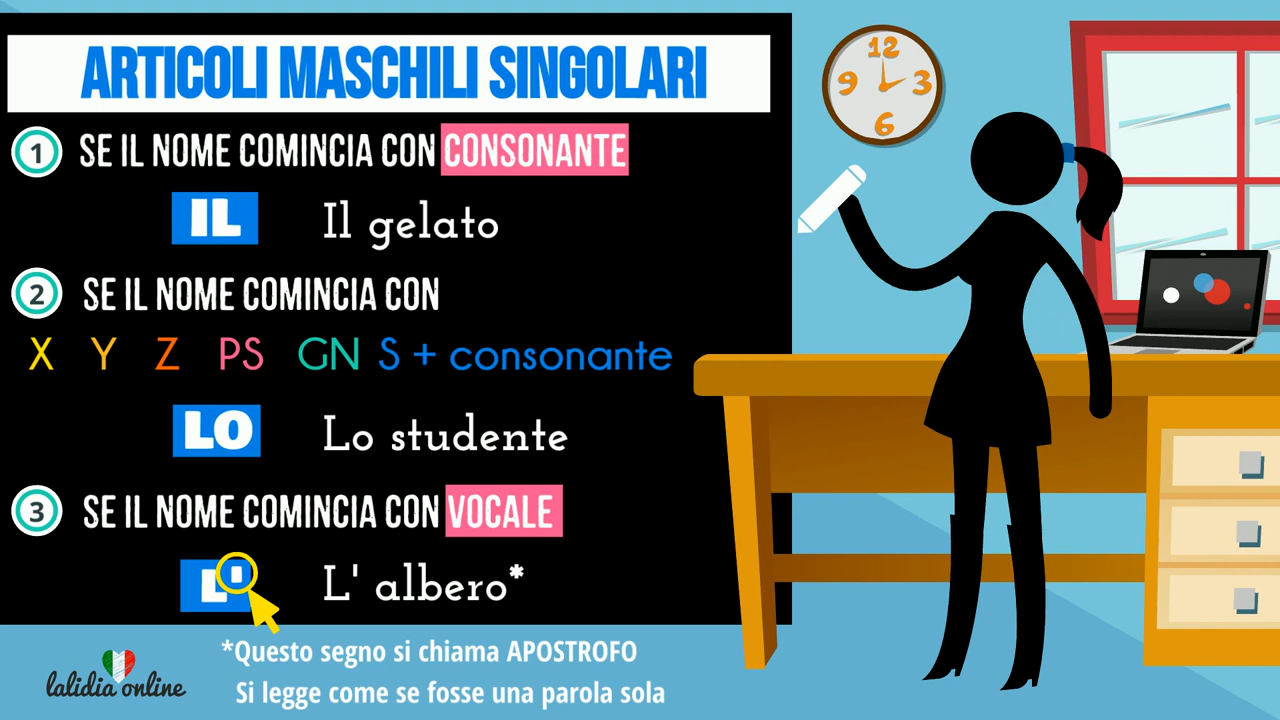 ARTICOLI MASCHILI SINGOLARI
1 SE IL NOME COMINCIA CON CONSONANTE
IL Il gelato
2 SE IL NOME COMINCIA CON
X Y Z PS GN S + consonante
LO Lo studente
3 SE IL NOME COMINCIA CON VOCALE
L' L' albero*
*Questo segno si chiama APOSTROFO
Si legge come se fosse una parola sola
lalidia online
12
9 3
6